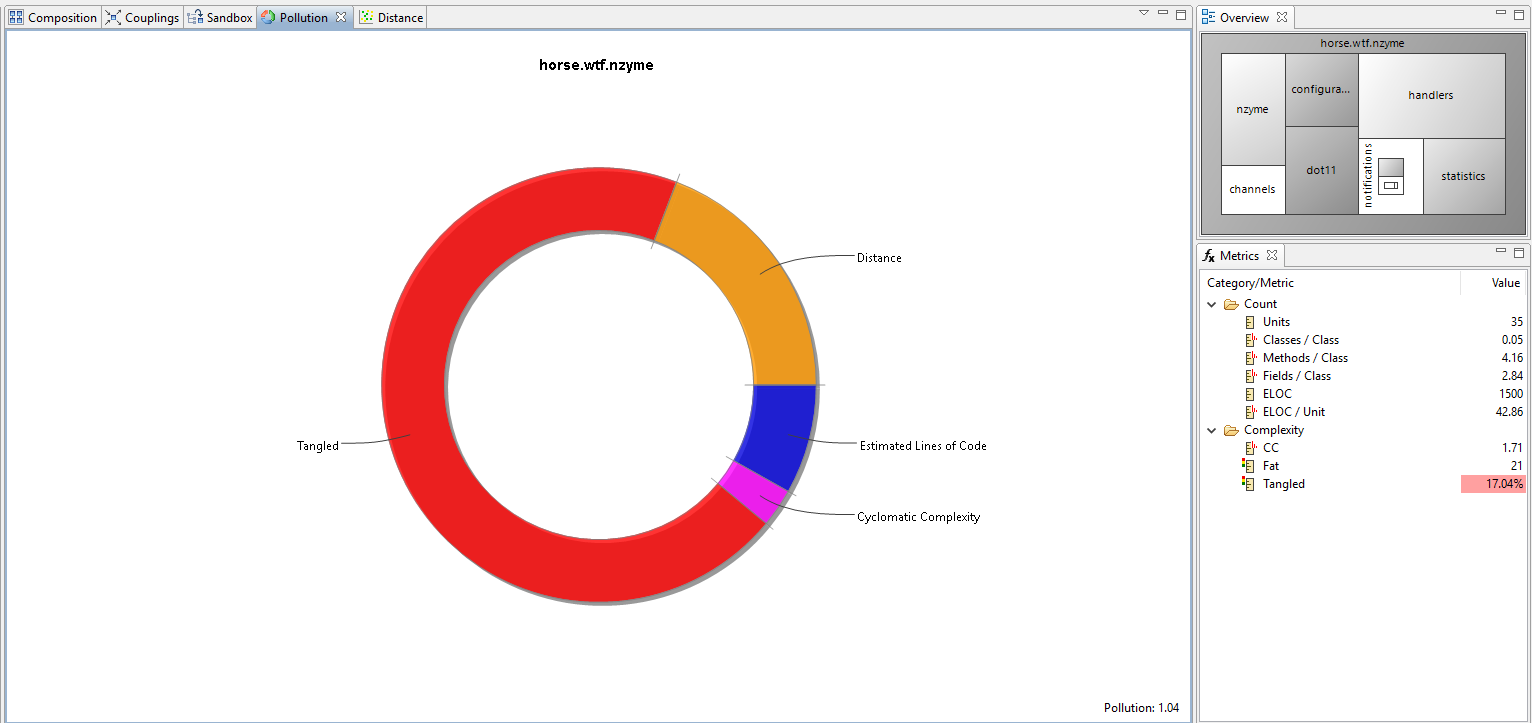 Composition Couplings Sandbox Pollution Distance
horse.wtf.nzyme
Distance
Tangled
Estimated Lines of Code
Cyclomatic Complexity
Pollution: 1.04
Overview
horse.wtf.nzyme
nzyme
configura...
handlers
channels
dot11
notifications
statistics
Metrics
Category/Metric Value
Count
Units 35
Classes / Class 0.05
Methods / Class 4.16
Fields / Class 2.84
ELOC 1500
ELOC / Unit 42.86
Complexity
CC 1.71
Fat 21
Tangled 17.04%